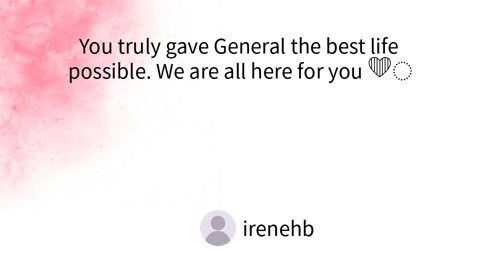 You truly gave General the best life
possible. We are all here for you ♥️
irenehb